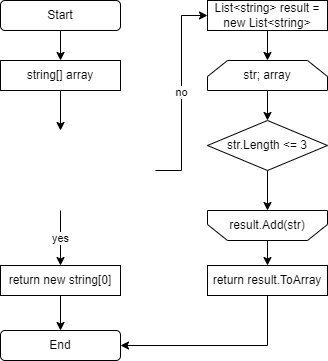 Start
string[] array
no
yes
return new string[0]
End
List<string> result =
new List<string>
str; array
str.Length <= 3
result.Add(str)
return result.ToArray